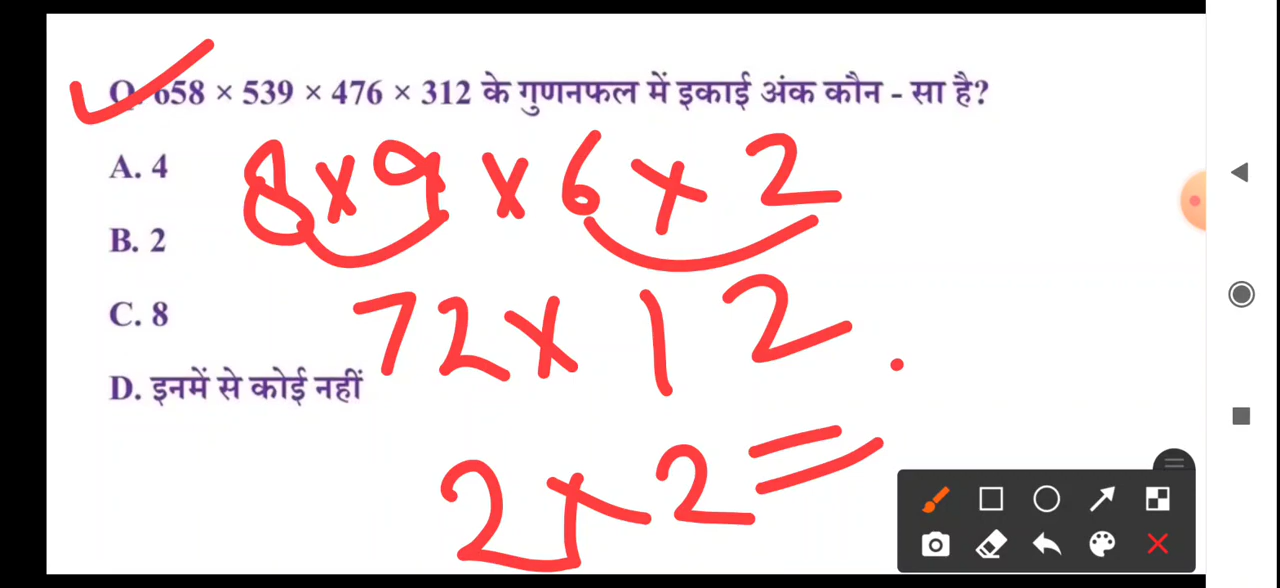 Q. 658 × 539 × 476 × 312 के गुणनफल में इकाई अंक कौन - सा है?
A. 4
8 x 9 x 6 x 2
B. 2
C. 8
72 x 12
D. इनमें से कोई नहीं
2 x 2 =